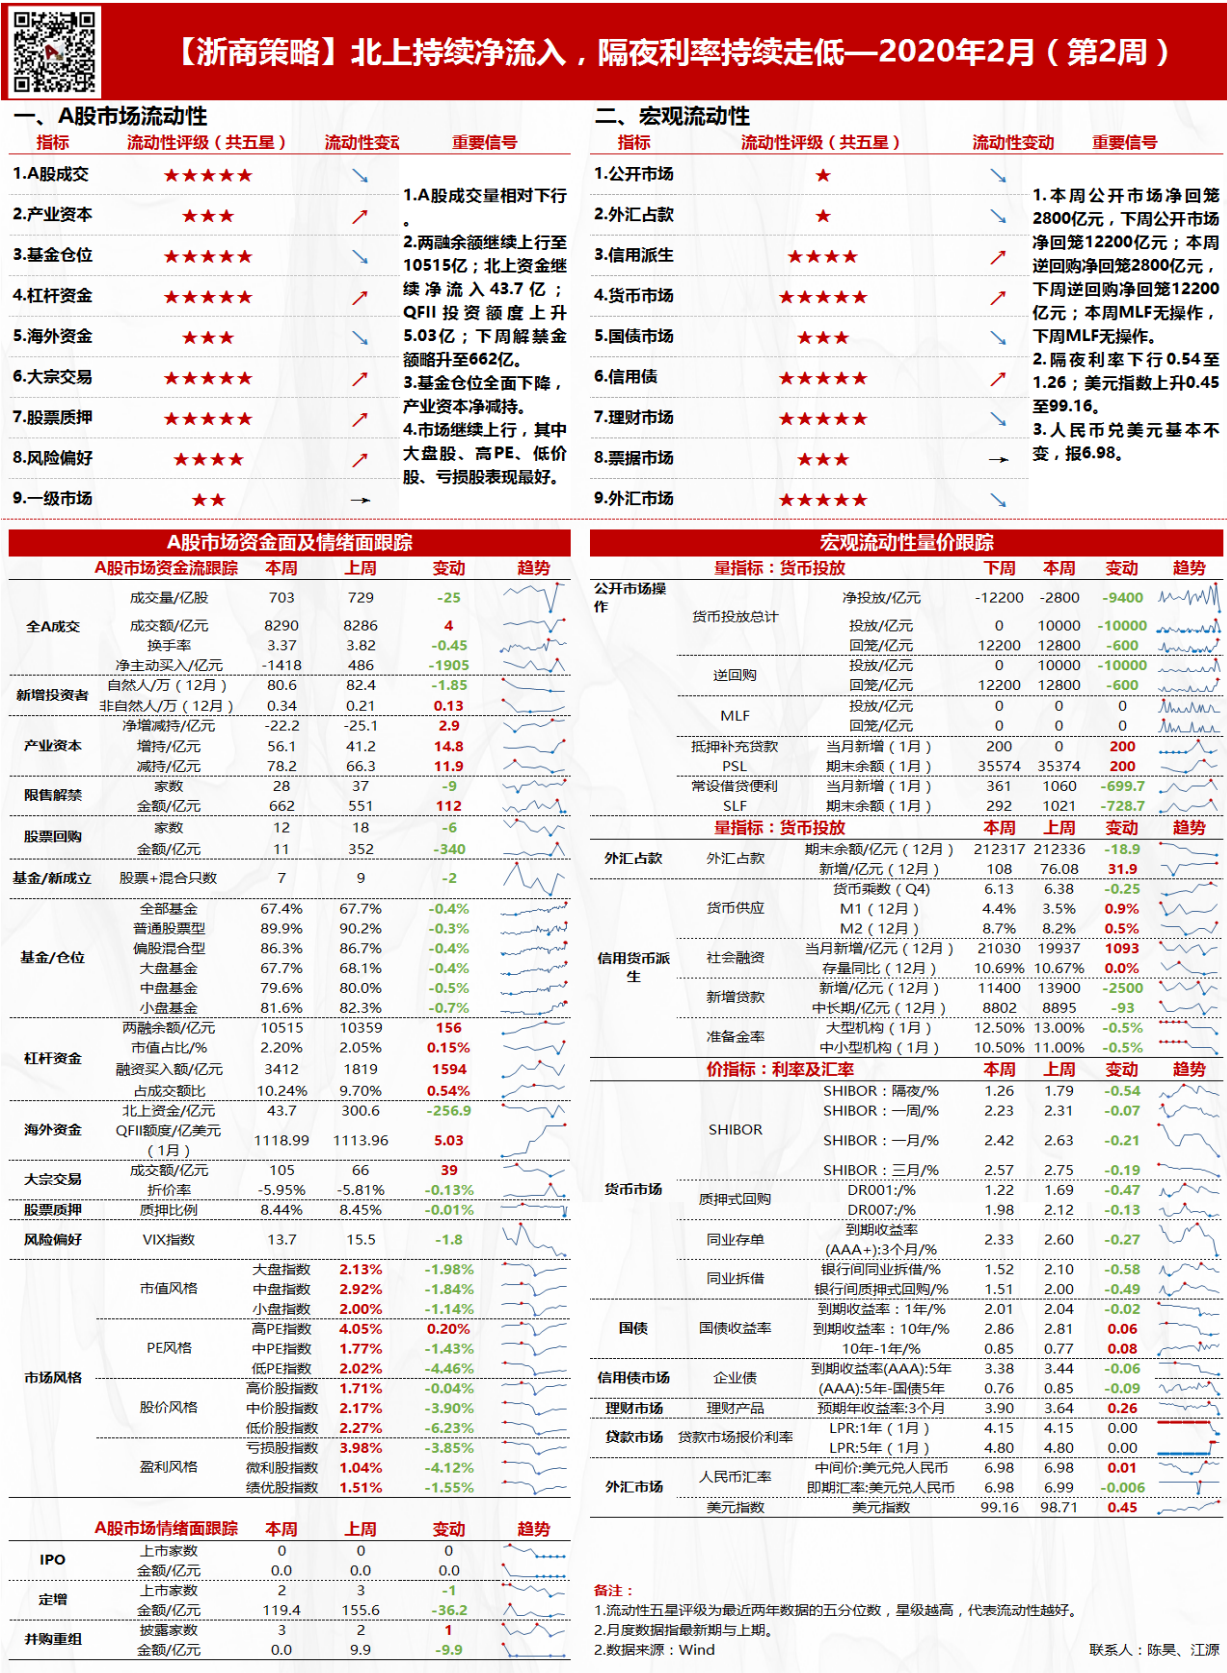 【浙商策略】北上持续净流入，隔夜利率持续走低—2020年2月（第2周）
一、A股市场流动性
指标 流动性评级（共五星） 流动性变动 重要信号
1.A股成交 ★★★★★ ↘
2.产业资本 ★★★ ↗
3.基金仓位 ★★★★★ ↘
4.杠杆资金 ★★★★★ ↗
5.海外资金 ★★★ ↘
6.大宗交易 ★★★★★ ↗
7.股票质押 ★★★★★ ↗
8.风险偏好 ★★★★ ↗
9.一级市场 ★★ →
1.A股成交量相对下行
。
2.两融余额继续上行至
10515亿；北上资金继
续净流入43.7亿；
QFII投资额度上升
5.03亿；下周解禁金
额略升至662亿。
3.基金仓位全面下降，
产业资本净减持。
4.市场继续上行，其中
大盘股、高PE、低价
股、亏损股表现最好。
二、宏观流动性
指标 流动性评级（共五星） 流动性变动 重要信号
1.公开市场 ★ ↘
2.外汇占款 ★ ↘
3.信用派生 ★★★★ ↗
4.货币市场 ★★★★★ ↗
5.国债市场 ★★★ ↘
6.信用债 ★★★★★ ↗
7.理财市场 ★★★★★ ↘
8.票据市场 ★★★ →
9.外汇市场 ★★★★★ ↘
1.本周公开市场净回笼
2800亿元，下周公开市场
净回笼12200亿元；本周
逆回购净回笼2800亿元，
下周逆回购净回笼12200
亿元；本周MLF无操作，
下周MLF无操作。
2.隔夜利率下行0.54至
1.26；美元指数上升0.45
至99.16。
3.人民币兑美元基本不
变，报6.98。
A股市场资金面及情绪面跟踪
A股市场资金流跟踪 本周 上周 变动 趋势
全A成交 成交量/亿股 703 729 -25
成交额/亿元 8290 8286 4
换手率 3.37 3.82 -0.45
净主动买入/亿元 -1418 486 -1905
新增投资者 自然人/万（12月） 80.6 82.4 -1.85
非自然人/万（12月） 0.34 0.21 0.13
产业资本 净增减持/亿元 -22.2 -25.1 2.9
增持/亿元 56.1 41.2 14.8
减持/亿元 78.2 66.3 11.9
限售解禁 家数 28 37 -9
金额/亿元 662 551 112
股票回购 家数 12 18 -6
金额/亿元 11 352 -340
基金/新成立 股票+混合只数 7 9 -2
基金/仓位 全部基金 67.4% 67.7% -0.4%
普通股票型 89.9% 90.2% -0.3%
偏股混合型 86.3% 86.7% -0.4%
大盘基金 67.7% 68.1% -0.4%
中盘基金 79.6% 80.0% -0.5%
小盘基金 81.6% 82.3% -0.7%
杠杆资金 两融余额/亿元 10515 10359 156
市值占比/% 2.20% 2.05% 0.15%
融资买入额/亿元 3412 1819 1594
占成交额比 10.24% 9.70% 0.54%
海外资金 北上资金/亿元 43.7 300.6 -256.9
QFII额度/亿美元
（1月） 1118.99 1113.96 5.03
大宗交易 成交额/亿元 105 66 39
折价率 -5.95% -5.81% -0.13%
股票质押 质押比例 8.44% 8.45% -0.01%
风险偏好 VIX指数 13.7 15.5 -1.8
市场风格 市值风格 大盘指数 2.13% -1.98%
中盘指数 2.92% -1.84%
小盘指数 2.00% -1.14%
PE风格 高PE指数 4.05% 0.20%
中PE指数 1.77% -1.43%
低PE指数 2.02% -4.46%
股价风格 高价股指数 1.71% -0.04%
中价股指数 2.17% -3.90%
低价股指数 2.27% -6.23%
盈利风格 亏损股指数 3.98% -3.85%
微利股指数 1.04% -4.12%
绩优股指数 1.51% -1.55%
A股市场情绪面跟踪 本周 上周 变动 趋势
IPO 上市家数 0 0 0
金额/亿元 0.0 0.0 0.0
定增 上市家数 2 3 -1
金额/亿元 119.4 155.6 -36.2
并购重组 披露家数 3 2 1
金额/亿元 0.0 9.9 -9.9
宏观流动性量价跟踪
量指标：货币投放 下周 本周 变动 趋势
公开市场操
作 货币投放总计 净投放/亿元 -12200 -2800 -9400
投放/亿元 0 10000 -10000
回笼/亿元 12200 12800 -600
逆回购 投放/亿元 0 10000 -10000
回笼/亿元 12200 12800 -600
MLF 投放/亿元 0 0 0
回笼/亿元 0 0 0
抵押补充贷款 当月新增（1月） 200 0 200
PSL 期末余额（1月） 35574 35374 200
常设借贷便利 当月新增（1月） 361 1060 -699.7
SLF 期末余额（1月） 292 1021 -728.7
量指标：货币投放 本周 上周 变动 趋势
外汇占款 外汇占款 期末余额/亿元（12月） 212317 212336 -18.9
新增/亿元（12月） 108 76.08 31.9
信用货币派
生 货币供应 货币乘数（Q4) 6.13 6.38 -0.25
M1（12月） 4.4% 3.5% 0.9%
M2（12月） 8.7% 8.2% 0.5%
社会融资 当月新增/亿元（12月） 21030 19937 1093
存量同比（12月） 10.69% 10.67% 0.0%
新增贷款 新增/亿元（12月） 11400 13900 -2500
中长期/亿元（12月） 8802 8895 -93
准备金率 大型机构（1月） 12.50% 13.00% -0.5%
中小型机构（1月） 10.50% 11.00% -0.5%
价指标：利率及汇率 本周 上周 变动 趋势
货币市场 SHIBOR SHIBOR：隔夜/% 1.26 1.79 -0.54
SHIBOR：一周/% 2.23 2.31 -0.07
SHIBOR：一月/% 2.42 2.63 -0.21
SHIBOR：三月/% 2.57 2.75 -0.19
质押式回购 DR001:/% 1.22 1.69 -0.47
DR007:/% 1.98 2.12 -0.13
同业存单 到期收益率
(AAA+):3个月/% 2.33 2.60 -0.27
同业拆借 银行间同业拆借/% 1.52 2.10 -0.58
银行间质押式回购/% 1.51 2.00 -0.49
国债 国债收益率 到期收益率：1年/% 2.01 2.04 -0.02
到期收益率：10年/% 2.86 2.81 0.06
10年-1年/% 0.85 0.77 0.08
信用债市场 企业债 到期收益率(AAA):5年 3.38 3.44 -0.06
(AAA):5年-国债5年 0.76 0.85 -0.09
理财市场 理财产品 预期年收益率:3个月 3.90 3.64 0.26
贷款市场 贷款市场报价利率 LPR:1年（1月） 4.15 4.15 0.00
LPR:5年（1月） 4.80 4.80 0.00
外汇市场 人民币汇率 中间价:美元兑人民币 6.98 6.98 0.01
即期汇率:美元兑人民币 6.98 6.99 -0.006
美元指数 美元指数 99.16 98.71 0.45
备注：
1.流动性五星评级为最近两年数据的五分位数，星级越高，代表流动性越好。
2.月度数据指最新期与上期。
2.数据来源：Wind 联系人：陈昊、江源